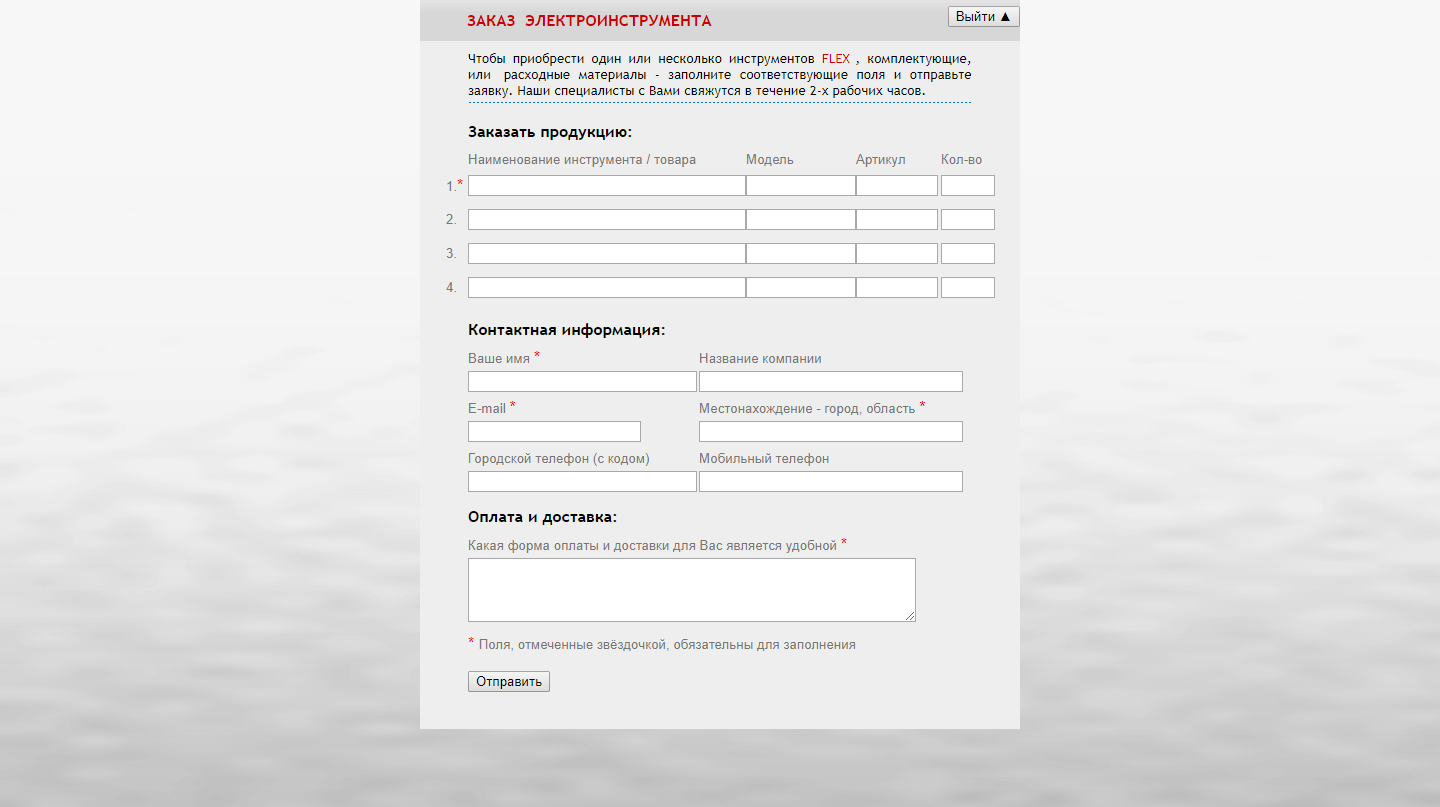 ЗАКАЗ ЭЛЕКТРОИНСТРУМЕНТА
Выйти ▲
Чтобы приобрести один или несколько инструментов FLEX , комплектующие,
или расходные материалы - заполните соответствующие поля и отправьте
заявку. Наши специалисты с Вами свяжутся в течение 2-х рабочих часов.
Заказать продукцию:
Наименование инструмента / товара Модель Артикул Кол-во
1.*
2.
3.
4.
Контактная информация:
Ваше имя * Название компании
E-mail * Местонахождение - город, область *
Городской телефон (с кодом) Мобильный телефон
Оплата и доставка:
Какая форма оплаты и доставки для Вас является удобной *
* Поля, отмеченные звёздочкой, обязательны для заполнения
Отправить